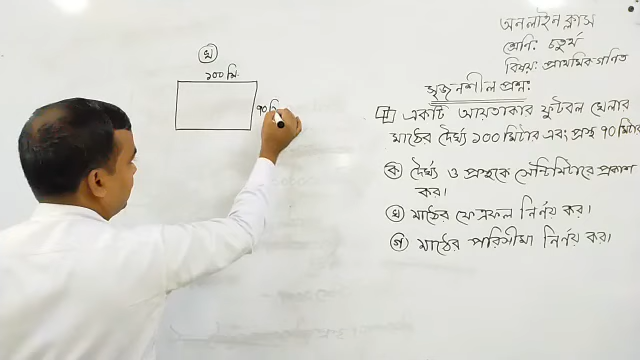 অনলাইন ক্লাস
শ্রেণি: চতুর্থ
বিষয়: প্রাথমিক গণিত
সৃজনশীল প্রশ্ন:
একটি আয়তাকার ফুটবল খেলার
মাঠের দৈর্ঘ্য ১০০ মিটার এবং প্রস্থ ৭০ মিটার
ক দৈর্ঘ্য ও প্রস্থকে সেন্টিমিটারে প্রকাশ
কর।
খ মাঠের ক্ষেত্রফল নির্ণয় কর।
গ মাঠের পরিসীমা নির্ণয় কর।
খ
১০০ মি.
৭০ মি